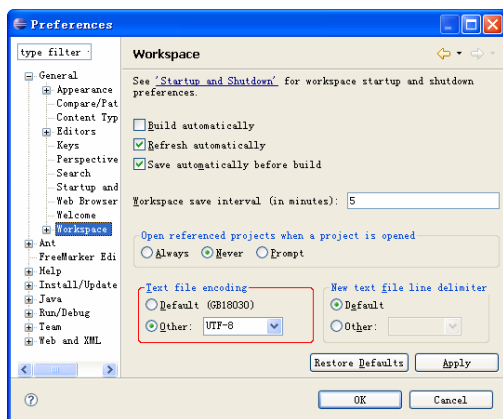 Preferences
type filter
Workspace
General
Appearance
Compare/Pat
Content Typ
Editors
Keys
Perspective
Search
Startup and
Web Browser
Welcome
Workspace
Ant
FreeMarker Edi
Help
Install/Update
Java
Run/Debug
Team
Web and XML
See 'Startup and Shutdown' for workspace startup and shutdown
preferences.
Build automatically
Refresh automatically
Save automatically before build
Workspace save interval (in minutes): 5
Open referenced projects when a project is opened
Always Never Prompt
Text file encoding
Default (GB18030)
Other: UTF-8
New text file line delimiter
Default
Other:
Restore Defaults Apply
OK Cancel